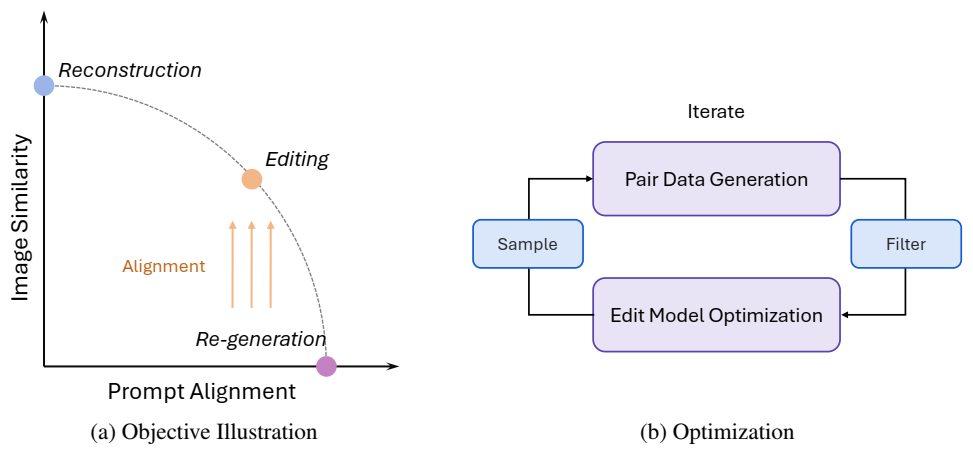 Reconstruction
Editing
Image Similarity
Alignment
Re-generation
Prompt Alignment
(a) Objective Illustration
Iterate
Pair Data Generation
Sample
Filter
Edit Model Optimization
(b) Optimization